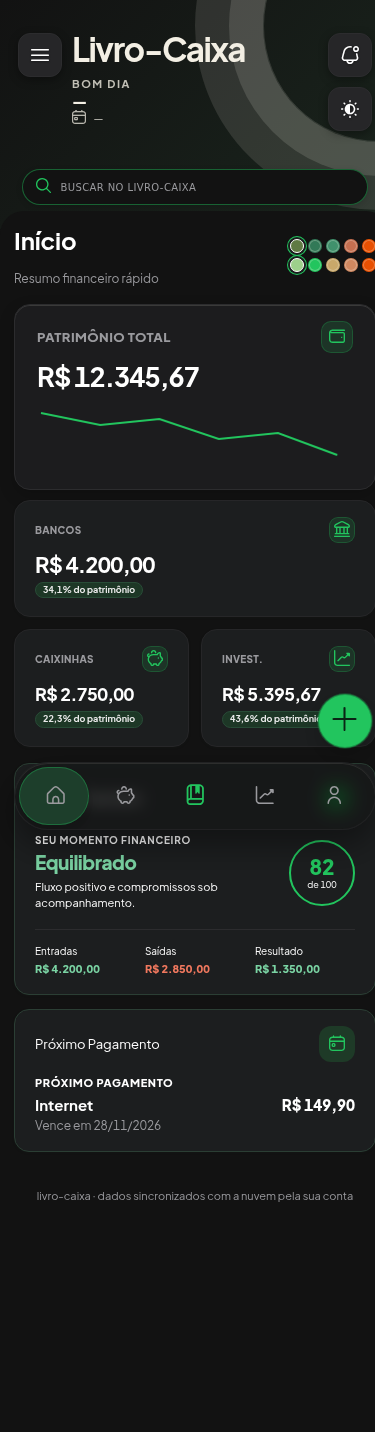 Livro-Caixa
BOM DIA
—
—
BUSCAR NO LIVRO-CAIXA
Início
Resumo financeiro rápido
PATRIMÔNIO TOTAL
R$ 12.345,67
BANCOS
R$ 4.200,00
34,1% do patrimônio
CAIXINHAS
R$ 2.750,00
22,3% do patrimônio
INVEST.
R$ 5.395,67
43,6% do patrimônio
SEU MOMENTO FINANCEIRO
Equilibrado
Fluxo positivo e compromissos sob
acompanhamento.
82
de 100
Entradas
Saídas
Resultado
R$ 4.200,00
R$ 2.850,00
R$ 1.350,00
Próximo Pagamento
PRÓXIMO PAGAMENTO
Internet
R$ 149,90
Vence em 28/11/2026
livro-caixa · dados sincronizados com a nuvem pela sua conta